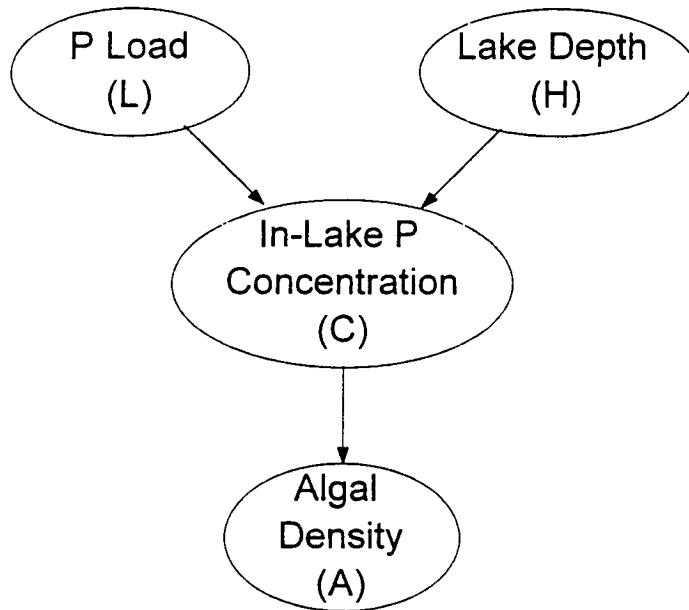 P Load
(L)
Lake Depth
(H)
In-Lake P
Concentration
(C)
Algal
Density
(A)